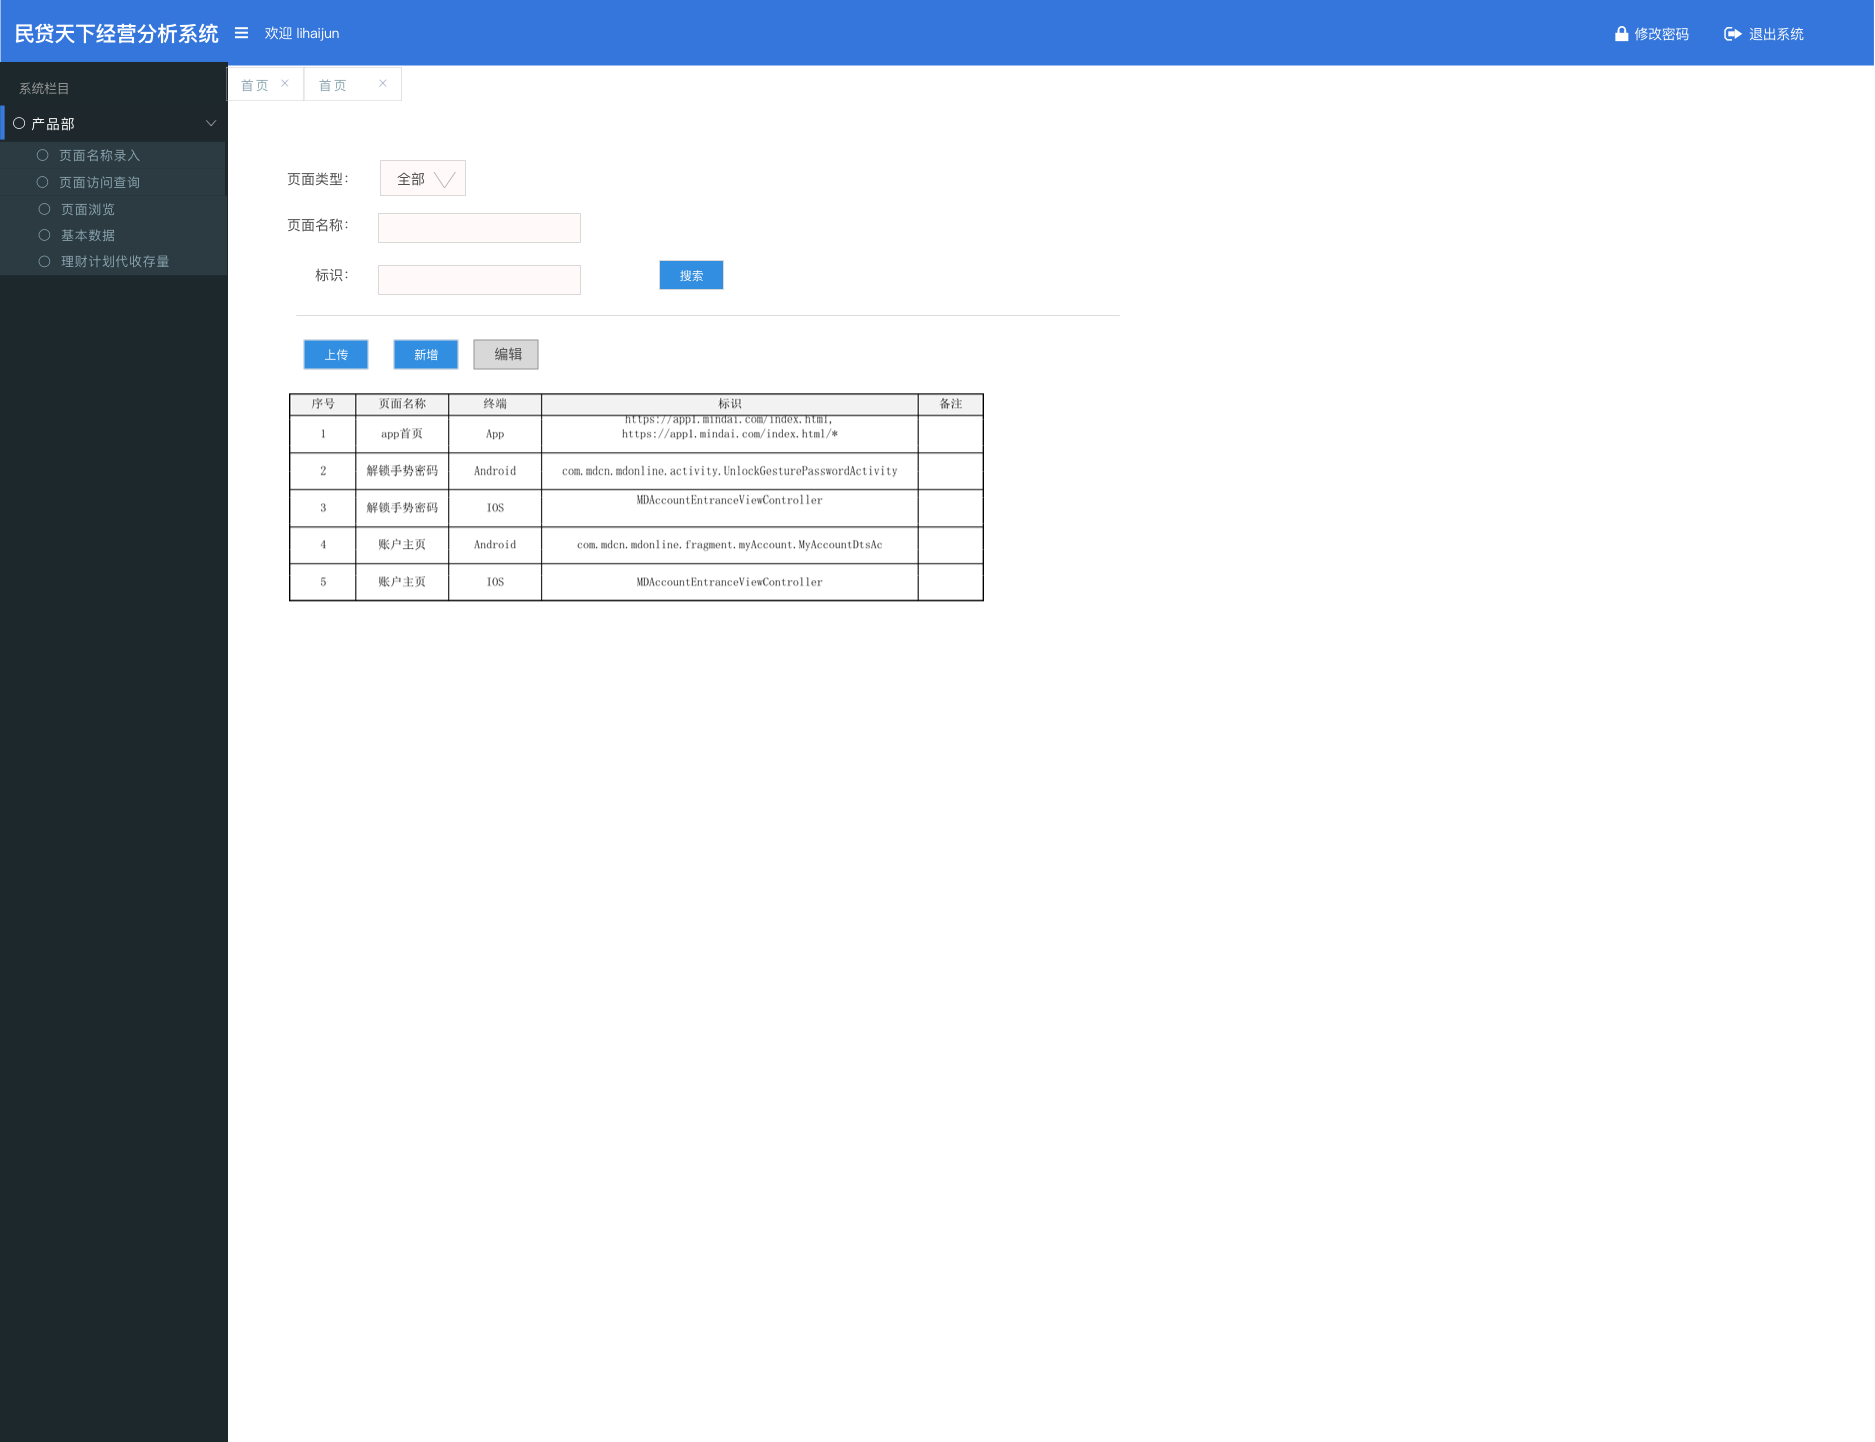 民贷天下经营分析系统 欢迎 lihaijun 修改密码 退出系统
系统栏目
产品部
页面名称录入
页面访问查询
页面浏览
基本数据
理财计划代收存量
首页 × 首页 ×
页面类型： 全部
页面名称：
标识： 搜索
上传 新增 编辑
序号 页面名称 终端 标识 备注
https://app1.mindai.com/index.html,
1 app首页 App https://app1.mindai.com/index.html/*
2 解锁手势密码 Android com.mdcn.mdonline.activity.UnlockGesturePasswordActivity
3 解锁手势密码 IOS MDAccountEntranceViewController
4 账户主页 Android com.mdcn.mdonline.fragment.myAccount.MyAccountDtsAc
5 账户主页 IOS MDAccountEntranceViewController